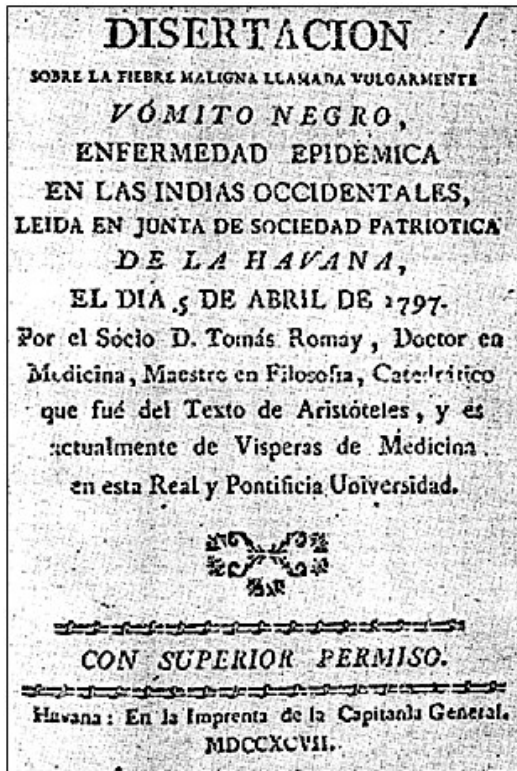 DISERTACION
SOBRE LA FIEBRE MALIGNA LLAMADA VULGARMENTE
VÓMITO NEGRO,
ENFERMEDAD EPIDÉMICA
EN LAS INDIAS OCCIDENTALES,
LEIDA EN JUNTA DE SOCIEDAD PATRIOTICA
DE LA HAVANA,
EL DIA 5 DE ABRIL DE 1797.
Por el Sócio D. Tomás Romay, Doctor en
Medicina, Maestro en Filosofia, Catedrático
que fué del Texto de Aristóteles, y es
actualmente de Visperas de Medicina
en esta Real y Pontificia Universidad.
CON SUPERIOR PERMISO.
Havana: En la Imprenta de la Capitanía General.
MDCCXCVII.